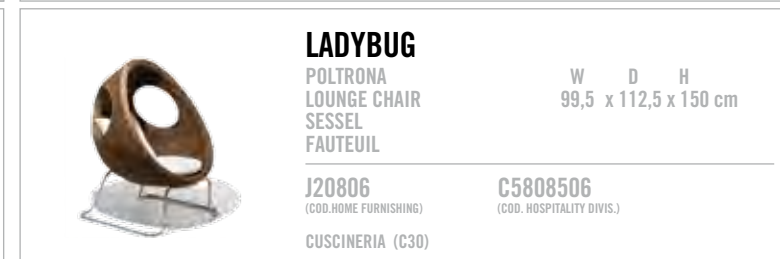 LADYBUG
POLTRONA
LOUNGE CHAIR
SESSEL
FAUTEUIL
W D H
99,5 x 112,5 x 150 cm
J20806
(COD.HOME FURNISHING)
C5808506
(COD. HOSPITALITY DIVIS.)
CUSCINERIA (C30)